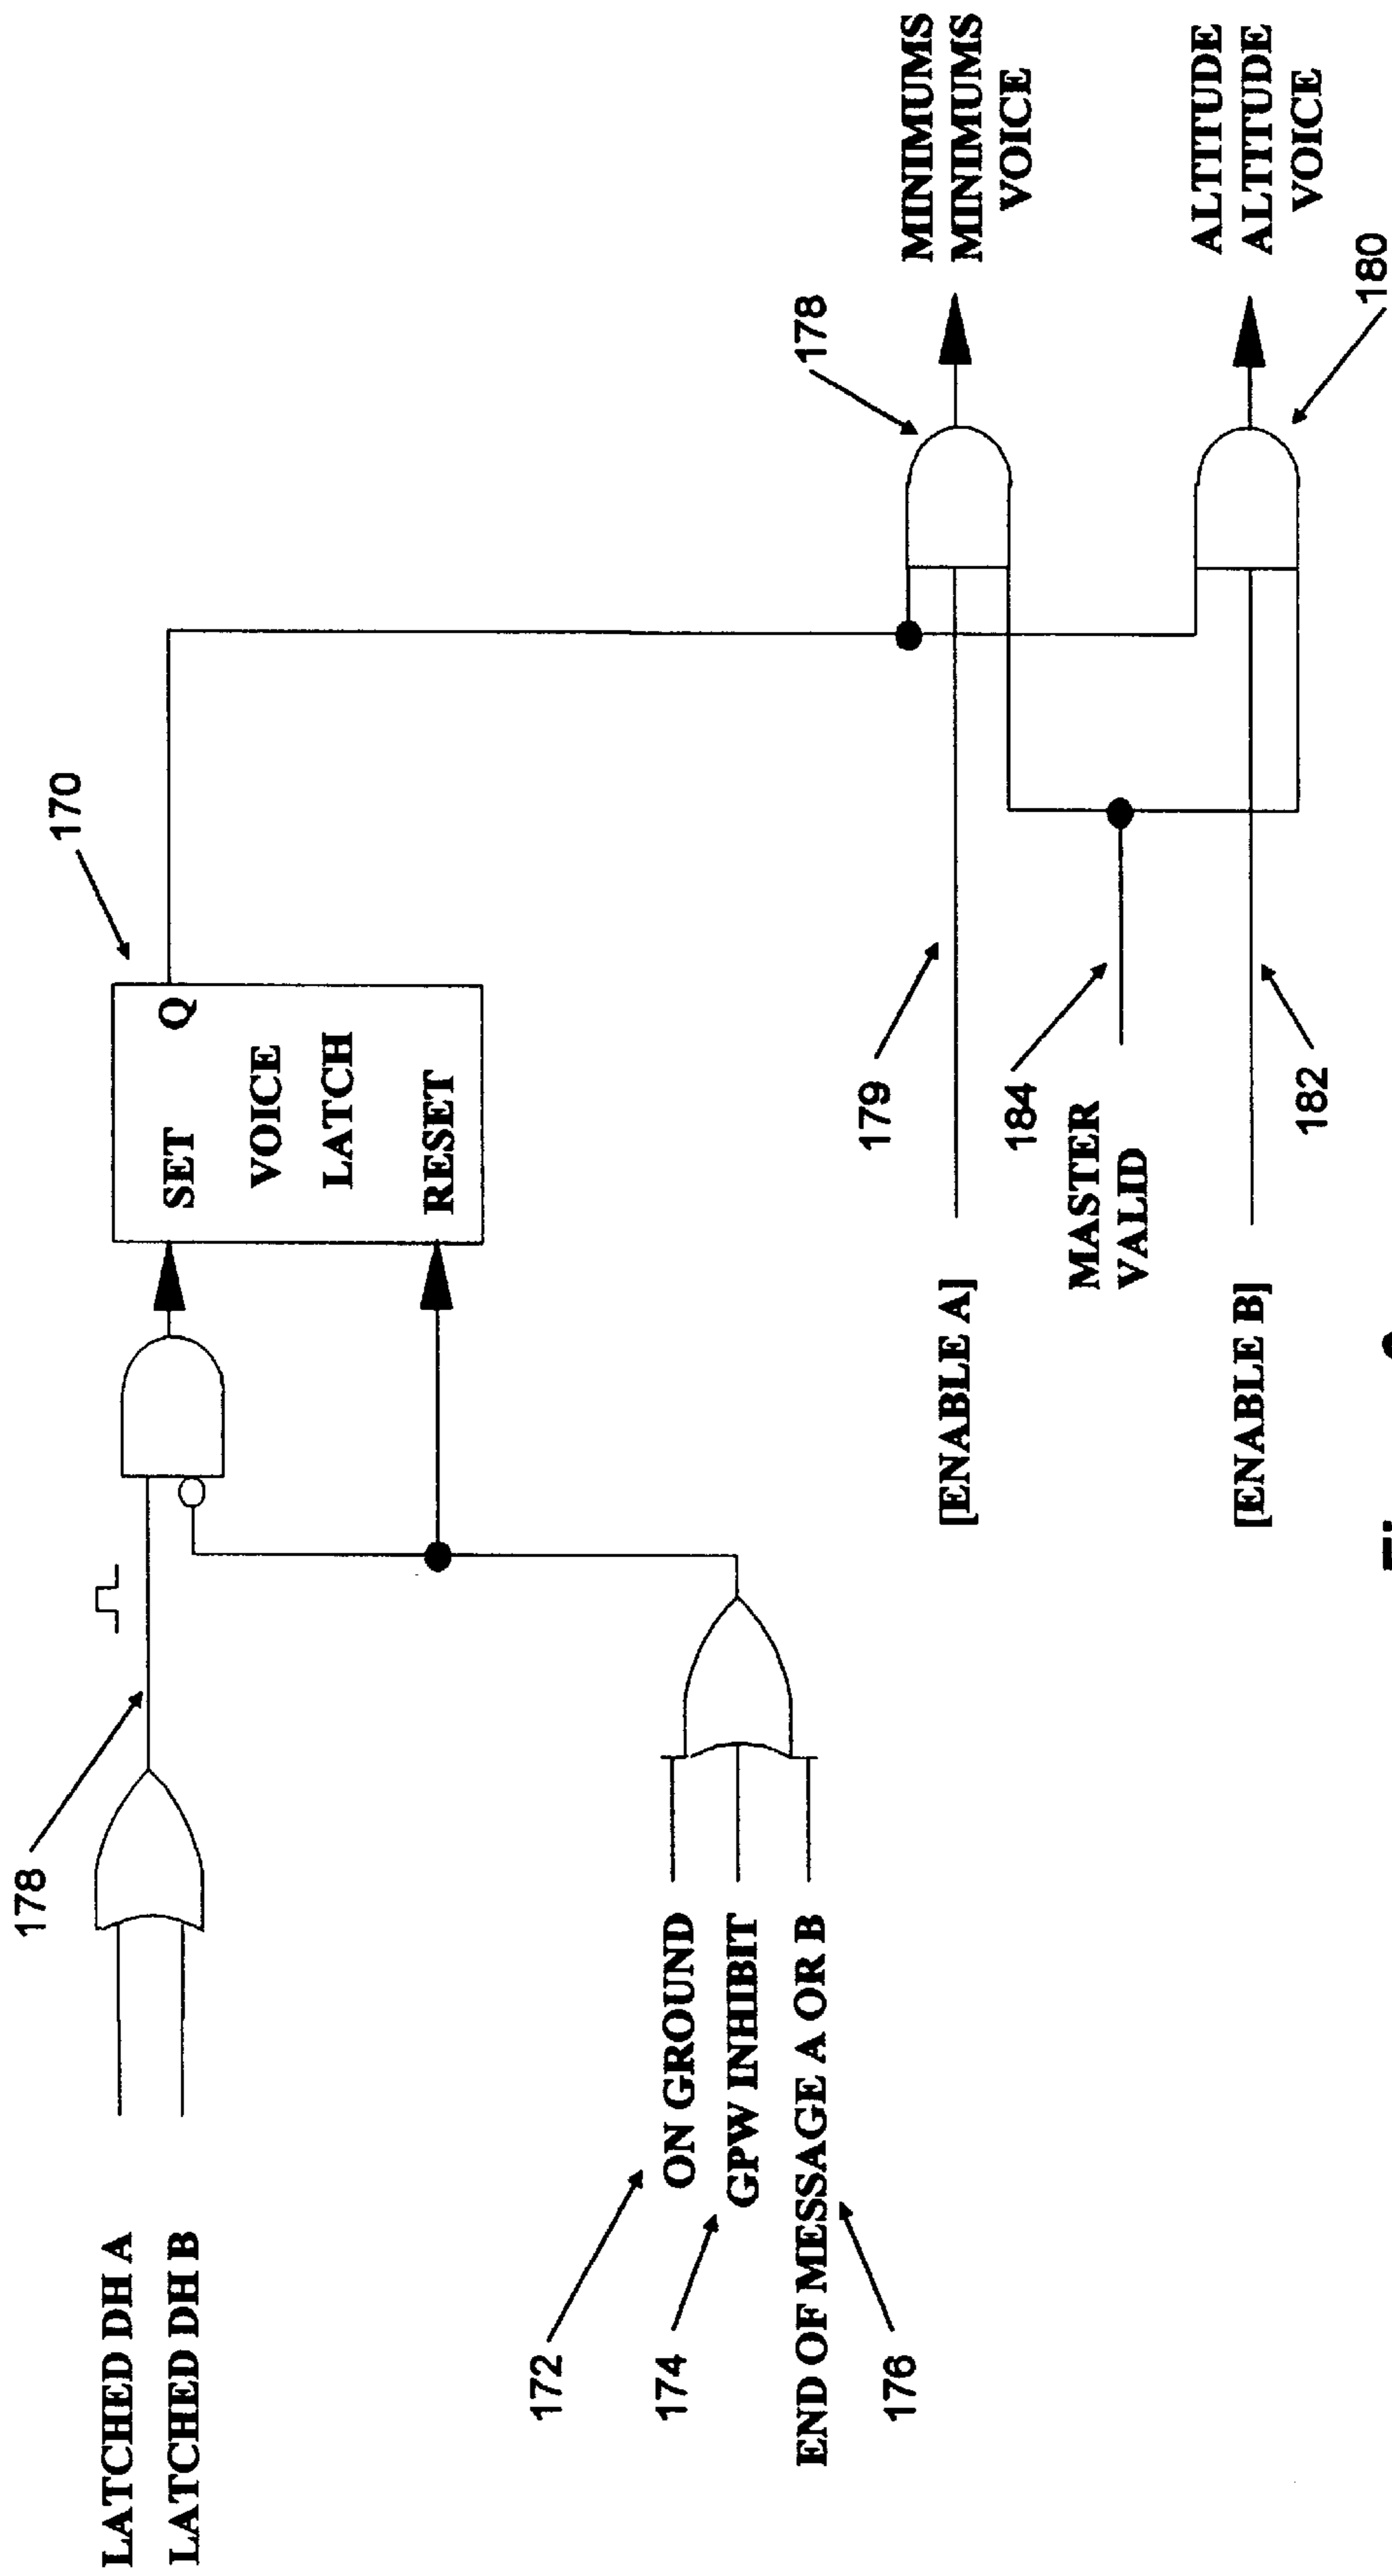 LATCHED DH A
LATCHED DH B
178
170
SET
Q
VOICE
LATCH
RESET
172
ON GROUND
174
GPW INHIBIT
END OF MESSAGE A OR B
176
178
MINIMUMS
MINIMUMS
VOICE
179
[ENABLE A]
184
MASTER
VALID
[ENABLE B]
182
ALTITUDE
ALTITUDE
VOICE
180